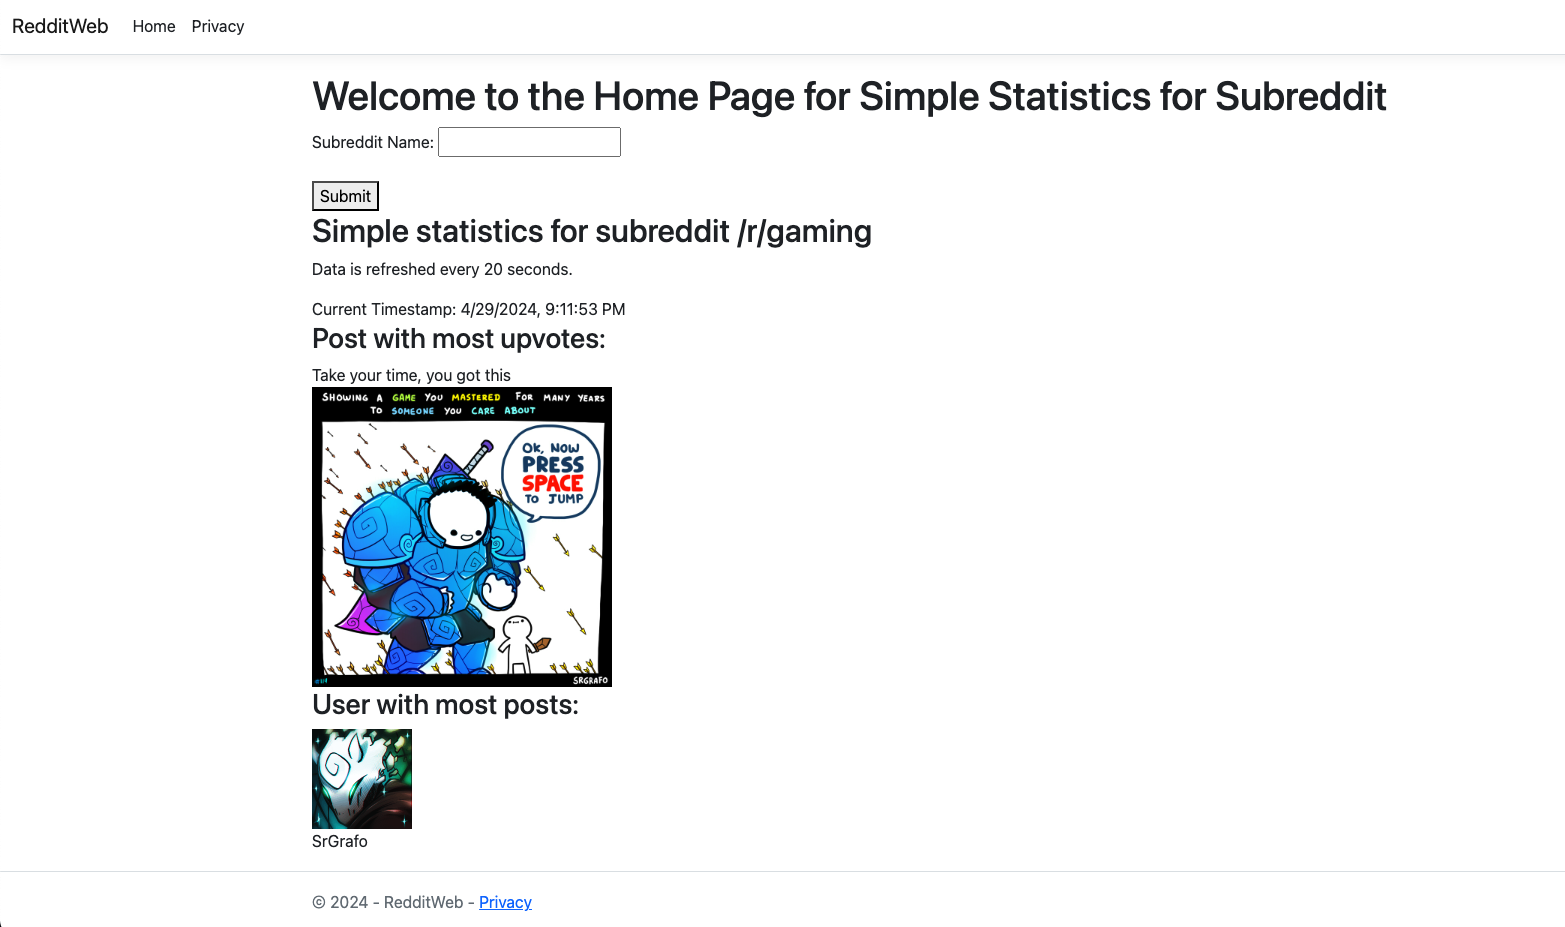 RedditWeb Home Privacy
Welcome to the Home Page for Simple Statistics for Subreddit
Subreddit Name:
Submit
Simple statistics for subreddit /r/gaming
Data is refreshed every 20 seconds.
Current Timestamp: 4/29/2024, 9:11:53 PM
Post with most upvotes:
Take your time, you got this
SHOWING A GAME YOU MASTERED FOR MANY YEARS
TO SOMEONE YOU CARE ABOUT
OK, NOW
PRESS
SPACE
TO JUMP
SRGRAFO
User with most posts:
SrGrafo
© 2024 - RedditWeb - Privacy